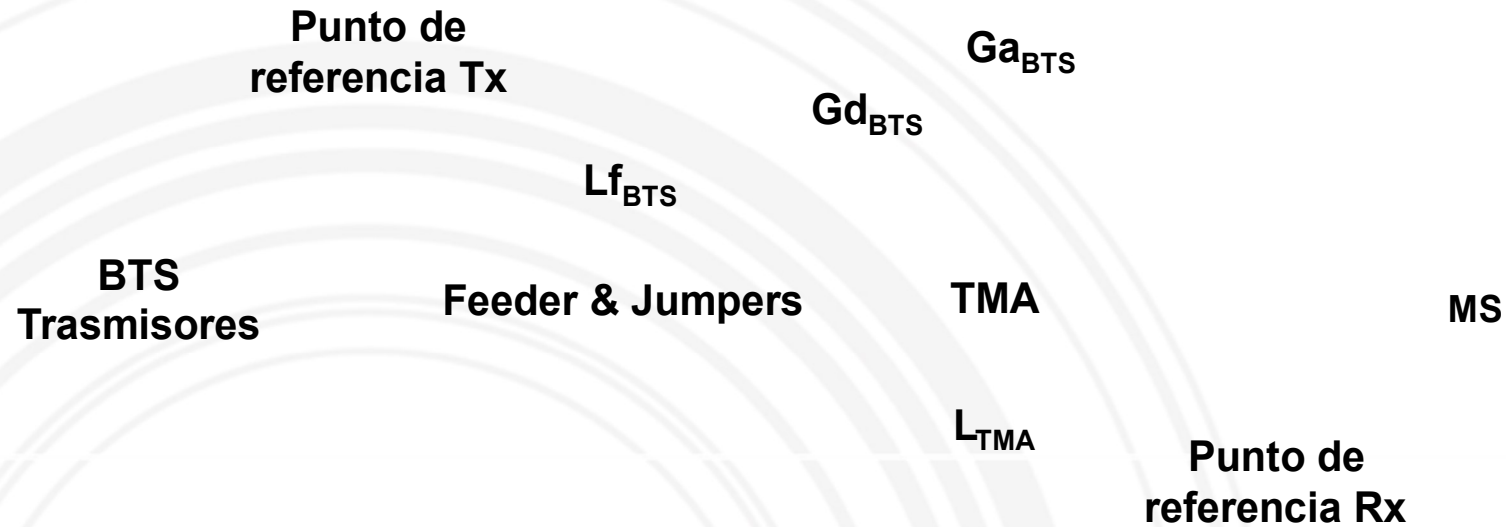 Punto de
referencia Tx
Ga_BTS
Gd_BTS
Lf_BTS
BTS
Trasmisores
Feeder & Jumpers
TMA
MS
L_TMA
Punto de
referencia Rx